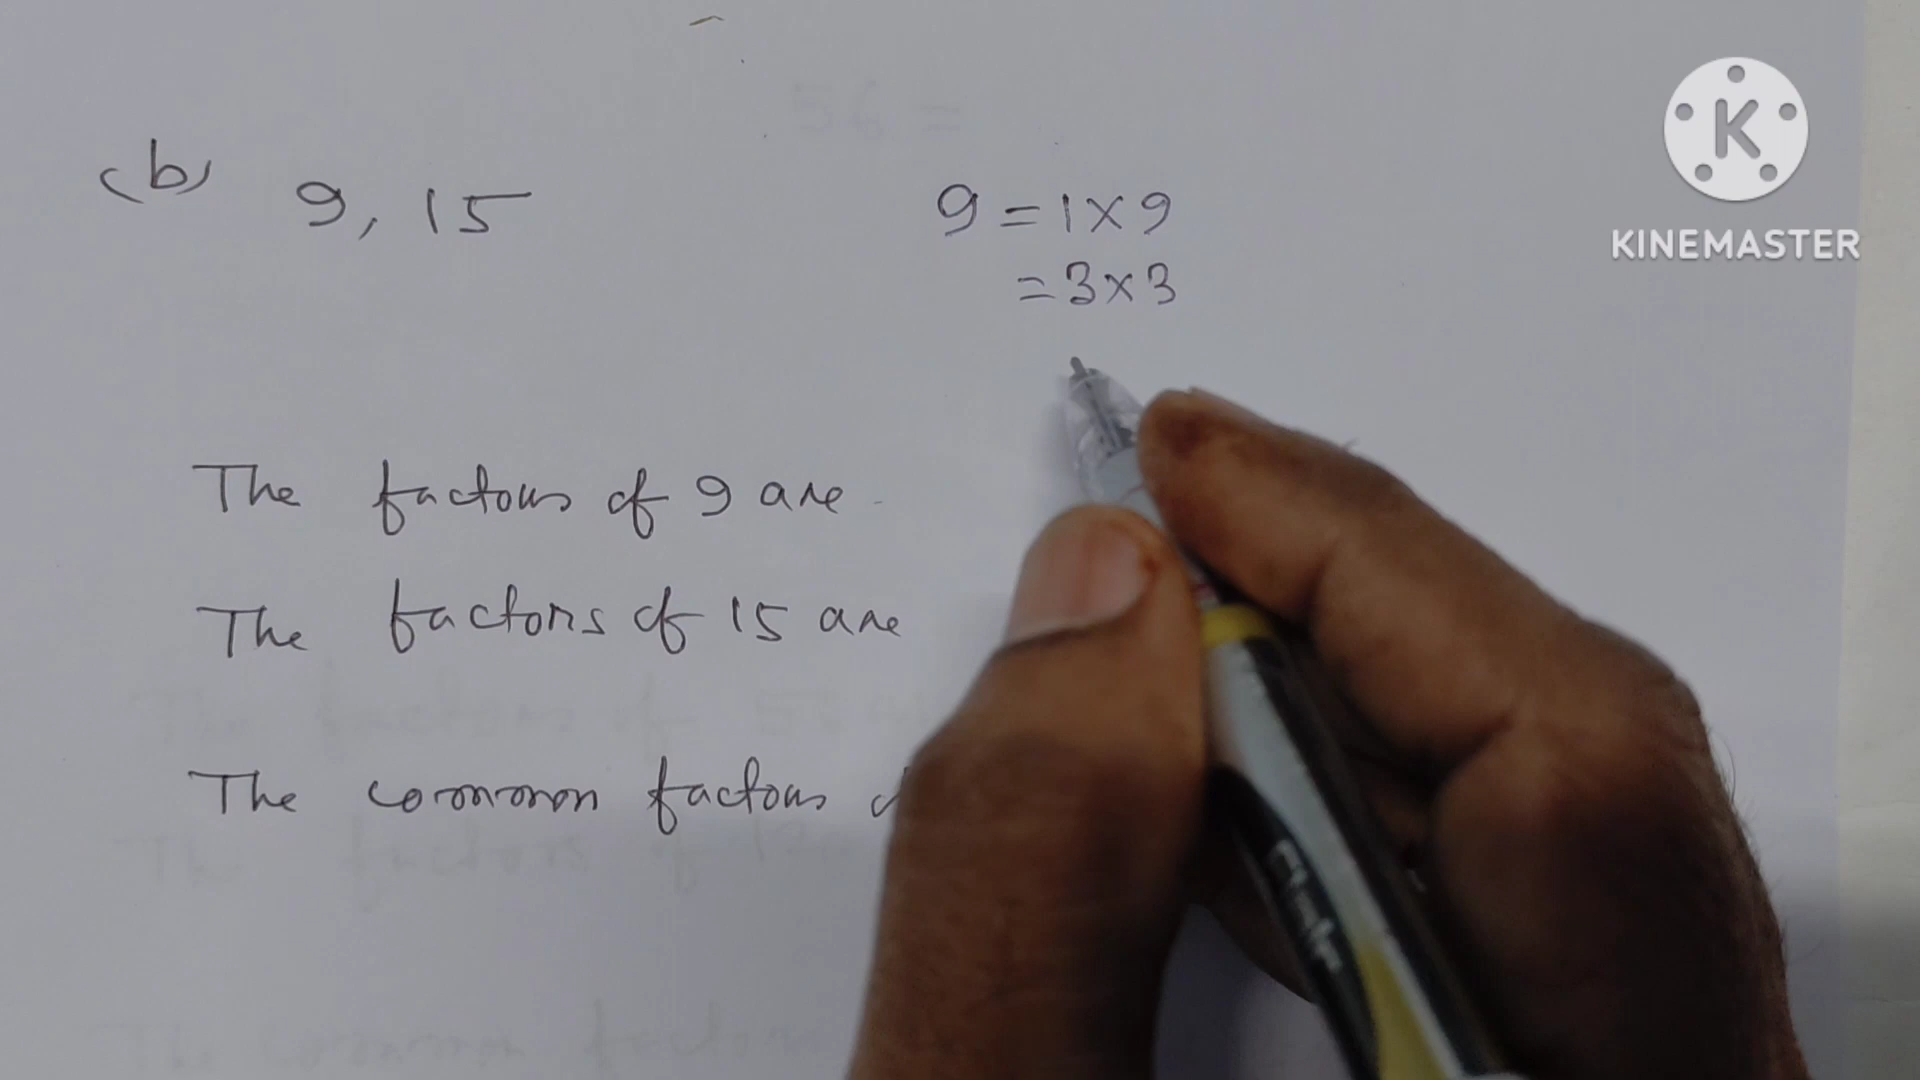 (b) 9, 15
9 = 1 × 9
= 3 × 3
The factors of 9 are
The factors of 15 are
The common factors
K
KINEMASTER